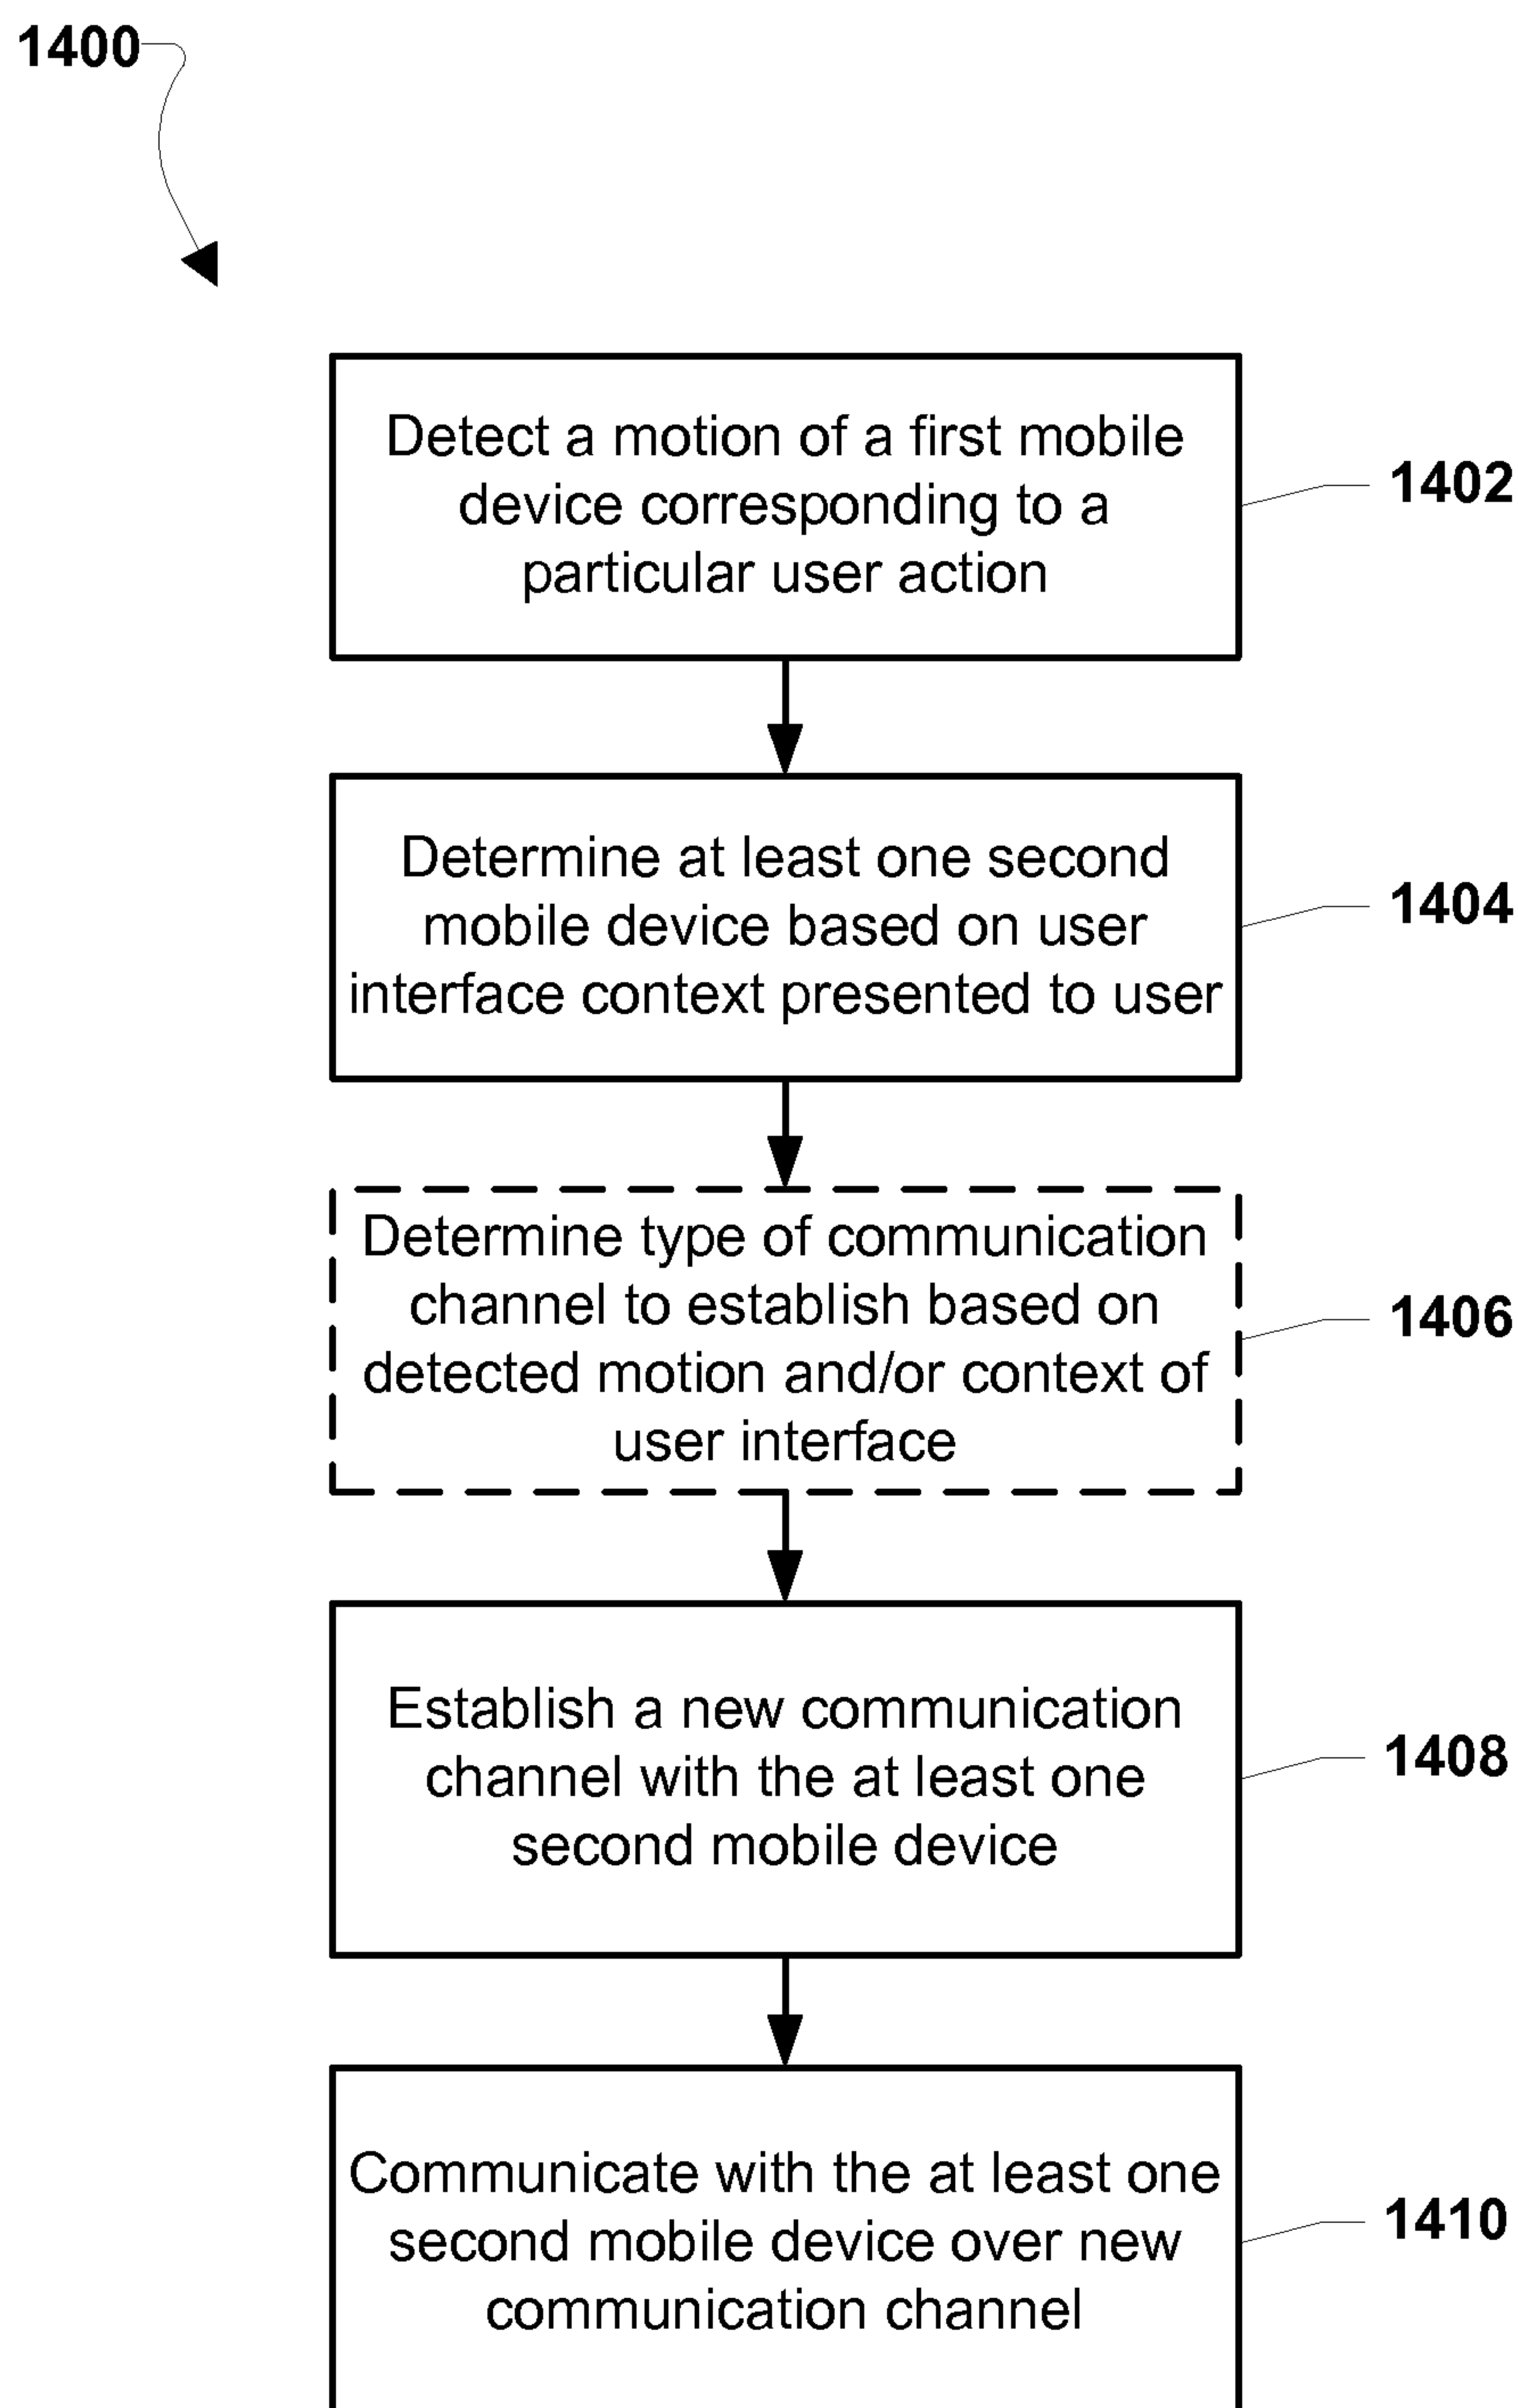 1400
Detect a motion of a first mobile
device corresponding to a
particular user action
1402
Determine at least one second
mobile device based on user
interface context presented to user
1404
Determine type of communication
channel to establish based on
detected motion and/or context of
user interface
1406
Establish a new communication
channel with the at least one
second mobile device
1408
Communicate with the at least one
second mobile device over new
communication channel
1410